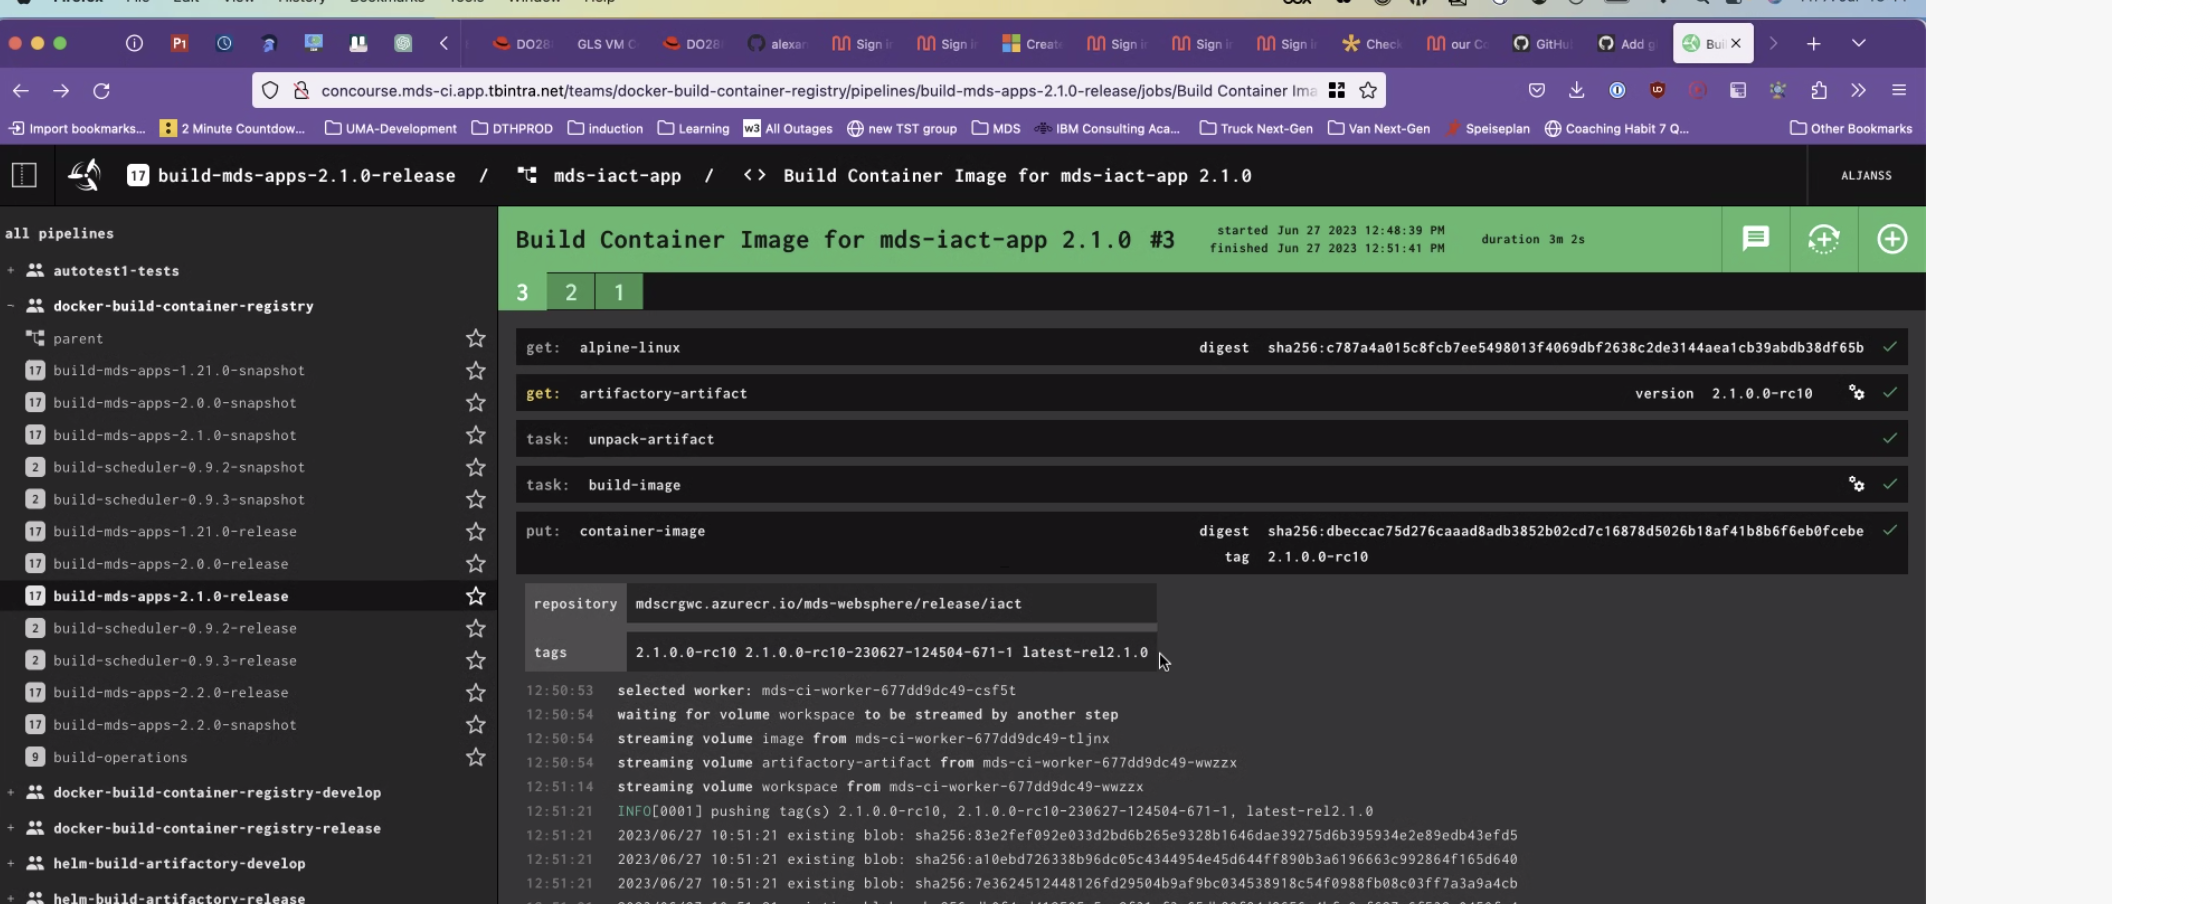 DO28
GLS VM C
DO28
alexan
Sign i
Sign i
Create
Sign i
Sign i
Sign i
Check
our Co
GitHu
Add g
Bui
concourse.mds-ci.app.tbintra.net/teams/docker-build-container-registry/pipelines/build-mds-apps-2.1.0-release/jobs/Build Container Ima
Import bookmarks...
2 Minute Countdow...
UMA-Development
DTHPROD
induction
Learning
All Outages
new TST group
MDS
IBM Consulting Aca...
Truck Next-Gen
Van Next-Gen
Speiseplan
Coaching Habit 7 Q...
Other Bookmarks
17 build-mds-apps-2.1.0-release / mds-iact-app / Build Container Image for mds-iact-app 2.1.0
ALJANSS
all pipelines
+ autotest1-tests
- docker-build-container-registry
parent
17 build-mds-apps-1.21.0-snapshot
17 build-mds-apps-2.0.0-snapshot
17 build-mds-apps-2.1.0-snapshot
2 build-scheduler-0.9.2-snapshot
2 build-scheduler-0.9.3-snapshot
17 build-mds-apps-1.21.0-release
17 build-mds-apps-2.0.0-release
17 build-mds-apps-2.1.0-release
2 build-scheduler-0.9.2-release
2 build-scheduler-0.9.3-release
17 build-mds-apps-2.2.0-release
17 build-mds-apps-2.2.0-snapshot
9 build-operations
+ docker-build-container-registry-develop
+ docker-build-container-registry-release
+ helm-build-artifactory-develop
+ helm-build-artifactory-release
Build Container Image for mds-iact-app 2.1.0 #3
started Jun 27 2023 12:48:39 PM
finished Jun 27 2023 12:51:41 PM
duration 3m 2s
3 2 1
get: alpine-linux digest sha256:c787a4a015c8fcb7ee5498013f4069dbf2638c2de3144aea1cb39abdb38df65b
get: artifactory-artifact version 2.1.0.0-rc10
task: unpack-artifact
task: build-image
put: container-image digest sha256:dbeccac75d276caaad8adb3852b02cd7c16878d5026b18af41b8b6f6eb0fcebe
tag 2.1.0.0-rc10
repository mdscrgwc.azurecr.io/mds-websphere/release/iact
tags 2.1.0.0-rc10 2.1.0.0-rc10-230627-124504-671-1 latest-rel2.1.0
12:50:53 selected worker: mds-ci-worker-677dd9dc49-csf5t
12:50:54 waiting for volume workspace to be streamed by another step
12:50:54 streaming volume image from mds-ci-worker-677dd9dc49-tljnx
12:50:54 streaming volume artifactory-artifact from mds-ci-worker-677dd9dc49-wwzzx
12:51:14 streaming volume workspace from mds-ci-worker-677dd9dc49-wwzzx
12:51:21 INFO[0001] pushing tag(s) 2.1.0.0-rc10, 2.1.0.0-rc10-230627-124504-671-1, latest-rel2.1.0
12:51:21 2023/06/27 10:51:21 existing blob: sha256:83e2fef092e033d2bd6b265e9328b1646dae39275d6b395934e2e89edb43efd5
12:51:21 2023/06/27 10:51:21 existing blob: sha256:a10ebd726338b96dc05c4344954e45d644ff890b3a6196663c992864f165d640
12:51:21 2023/06/27 10:51:21 existing blob: sha256:7e3624512448126fd29504b9af9bc034538918c54f0988fb08c03ff7a3a9a4cb